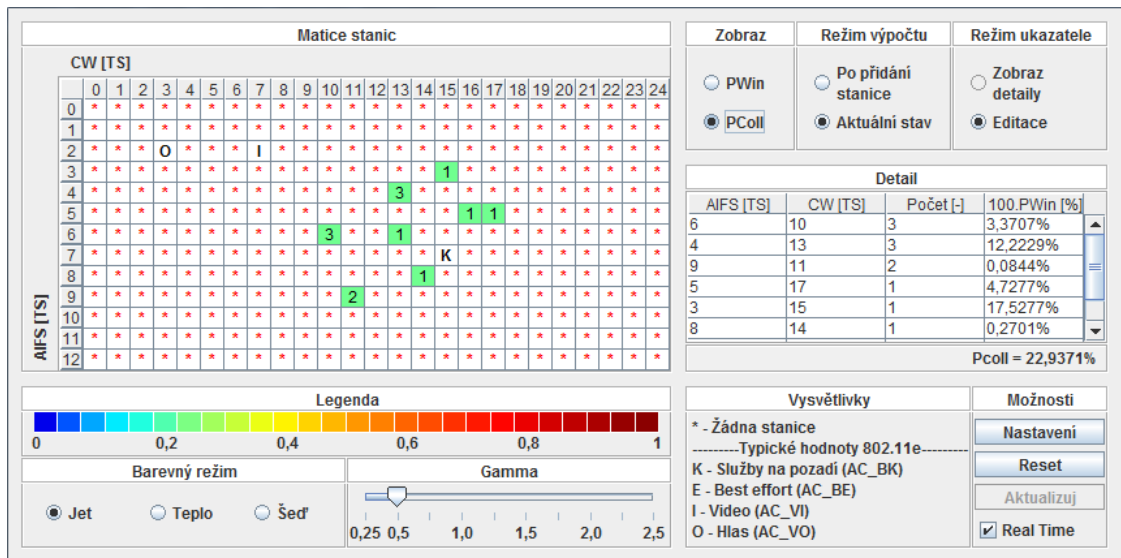 Matice stanic
CW [TS]
0 1 2 3 4 5 6 7 8 9 10 11 12 13 14 15 16 17 18 19 20 21 22 23 24
0 * * * * * * * * * * * * * * * * * * * * * * * * *
1 * * * * * * * * * * * * * * * * * * * * * * * * *
2 * * * O * * * I * * * * * * * * * * * * * * * * *
3 * * * * * * * * * * * * * * * 1 * * * * * * * * *
4 * * * * * * * * * * * * * 3 * * * * * * * * * * *
5 * * * * * * * * * * * * * * * * 1 1 * * * * * * *
6 * * * * * * * * * * 3 * * 1 * * * * * * * * * * *
7 * * * * * * * * * * * * * * * K * * * * * * * * *
8 * * * * * * * * * * * * * * 1 * * * * * * * * * *
9 * * * * * * * * * * * 2 * * * * * * * * * * * * *
10 * * * * * * * * * * * * * * * * * * * * * * * * *
11 * * * * * * * * * * * * * * * * * * * * * * * * *
12 * * * * * * * * * * * * * * * * * * * * * * * * *
AIFS [TS]
Zobraz
PWin
PColl
Režim výpočtu
Po přidání
stanice
Aktuální stav
Režim ukazatele
Zobraz
detaily
Editace
Detail
AIFS [TS] CW [TS] Počet [-] 100.PWin [%]
6 10 3 3,3707%
4 13 3 12,2229%
9 11 2 0,0844%
5 17 1 4,7277%
3 15 1 17,5277%
8 14 1 0,2701%
Pcoll = 22,9371%
Legenda
0 0,2 0,4 0,6 0,8 1
Barevný režim
Jet Teplo Šeď
Gamma
0,25 0,5 1,0 1,5 2,0 2,5
Vysvětlivky
* - Žádna stanice
--------Typické hodnoty 802.11e--------
K - Služby na pozadí (AC_BK)
E - Best effort (AC_BE)
I - Video (AC_VI)
O - Hlas (AC_VO)
Možnosti
Nastavení
Reset
Aktualizuj
Real Time